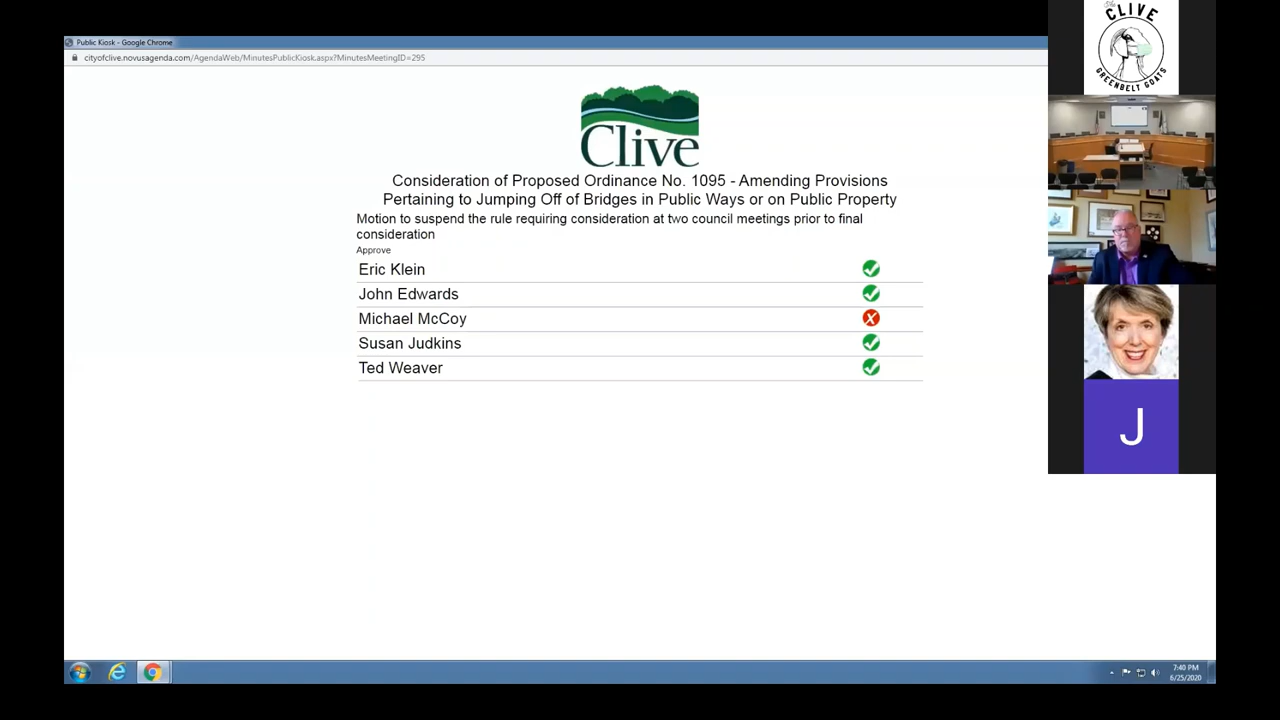 Public Kiosk - Google Chrome
cityofclive.novusagenda.com/AgendaWeb/MinutesPublicKiosk.aspx?MinutesMeetingID=295
The
CLIVE
GREENBELT GOATS
Clive
Consideration of Proposed Ordinance No. 1095 - Amending Provisions
Pertaining to Jumping Off of Bridges in Public Ways or on Public Property
Motion to suspend the rule requiring consideration at two council meetings prior to final
consideration
Approve
Eric Klein
John Edwards
Michael McCoy
Susan Judkins
Ted Weaver
J
7:40 PM
6/25/2020